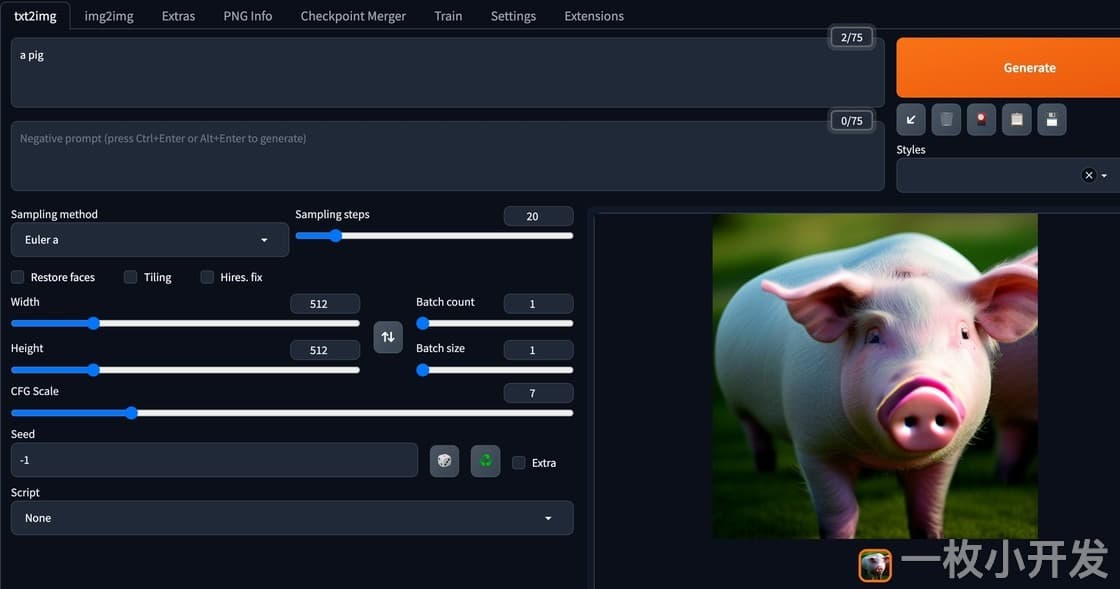 txt2img img2img Extras PNG Info Checkpoint Merger Train Settings Extensions
2/75
a pig
Generate
0/75
Negative prompt (press Ctrl+Enter or Alt+Enter to generate)
Styles
Sampling method
Euler a
Sampling steps
20
Restore faces
Tiling
Hires. fix
Width
512
Batch count
1
Height
512
Batch size
1
CFG Scale
7
Seed
-1
Extra
Script
None
一枚小开发